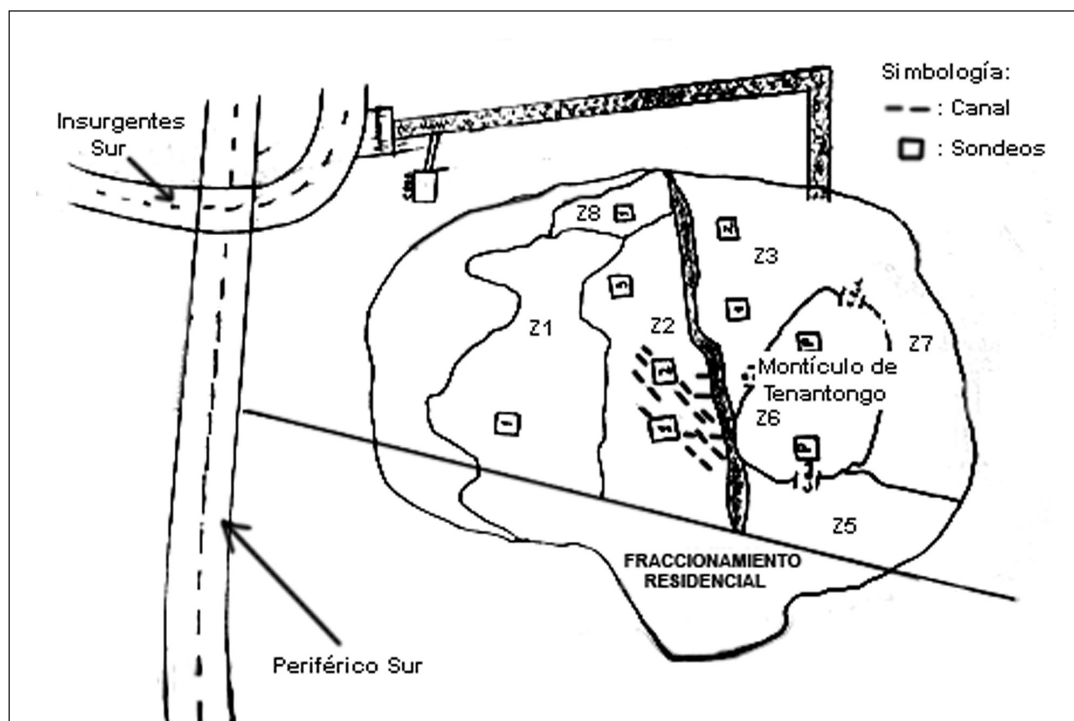 Simbología:
: Canal
: Sondeos
Insurgentes
Sur
Z8
Z3
Z1
Z2
Z7
Montículo de
Tenantongo
Z6
Z5
FRACCIONAMIENTO
RESIDENCIAL
Periférico Sur